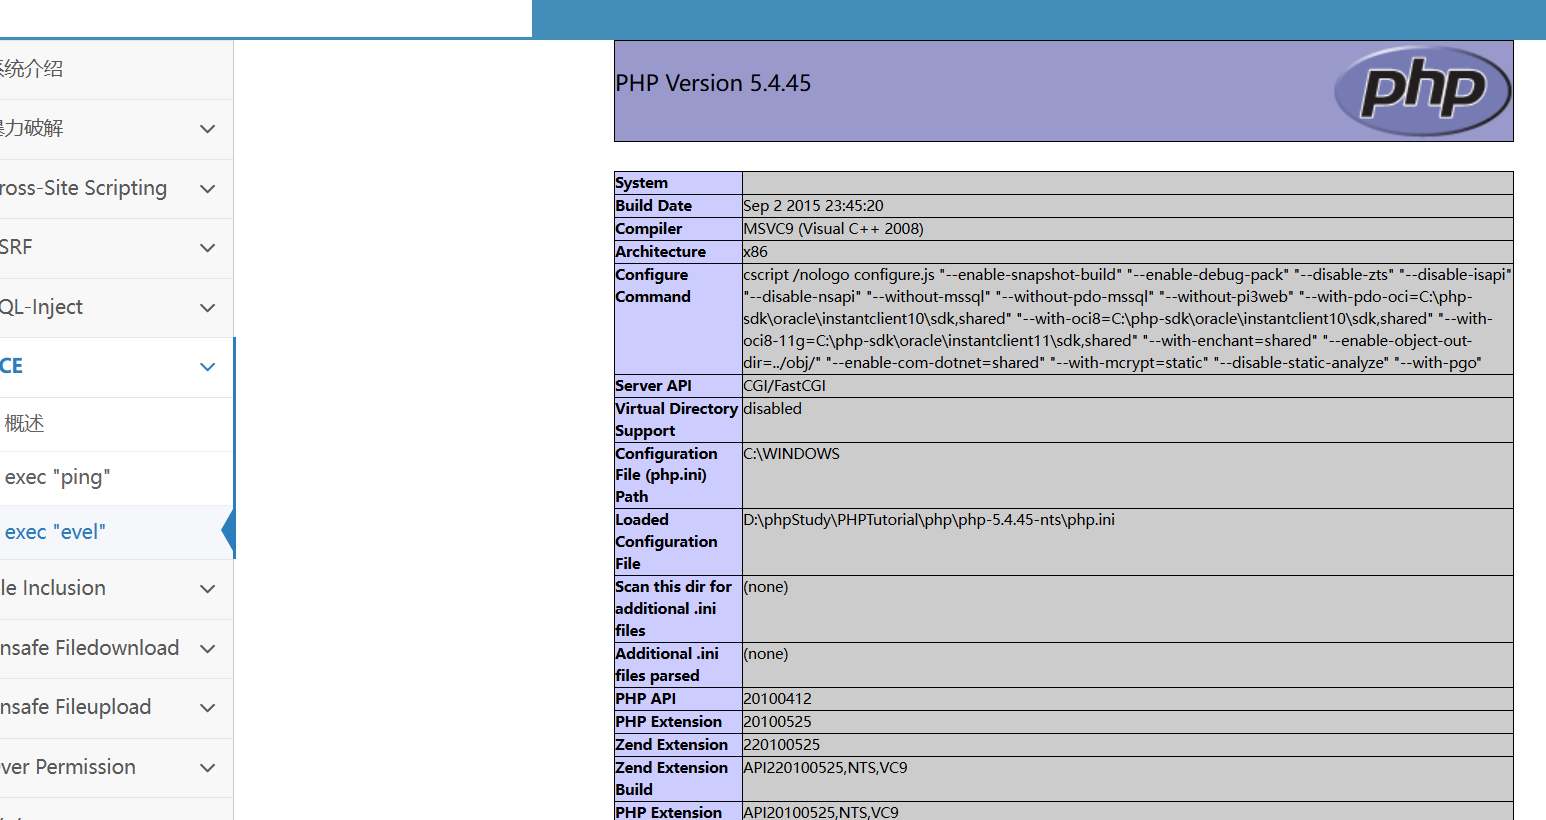 系统介绍
暴力破解
ross-Site Scripting
SRF
QL-Inject
CE
概述
exec "ping"
exec "evel"
le Inclusion
nsafe Filedownload
nsafe Fileupload
ver Permission
PHP Version 5.4.45
php
System
Build Date Sep 2 2015 23:45:20
Compiler MSVC9 (Visual C++ 2008)
Architecture x86
Configure cscript /nologo configure.js "--enable-snapshot-build" "--enable-debug-pack" "--disable-zts" "--disable-isapi"
Command "--disable-nsapi" "--without-mssql" "--without-pdo-mssql" "--without-pi3web" "--with-pdo-oci=C:\php-
sdk\oracle\instantclient10\sdk,shared" "--with-oci8=C:\php-sdk\oracle\instantclient10\sdk,shared" "--with-
oci8-11g=C:\php-sdk\oracle\instantclient11\sdk,shared" "--with-enchant=shared" "--enable-object-out-
dir=../obj/" "--enable-com-dotnet=shared" "--with-mcrypt=static" "--disable-static-analyze" "--with-pgo"
Server API CGI/FastCGI
Virtual Directory disabled
Support
Configuration C:\WINDOWS
File (php.ini)
Path
Loaded D:\phpStudy\PHPTutorial\php\php-5.4.45-nts\php.ini
Configuration
File
Scan this dir for (none)
additional .ini
files
Additional .ini (none)
files parsed
PHP API 20100412
PHP Extension 20100525
Zend Extension 220100525
Zend Extension API220100525,NTS,VC9
Build
PHP Extension API20100525,NTS,VC9